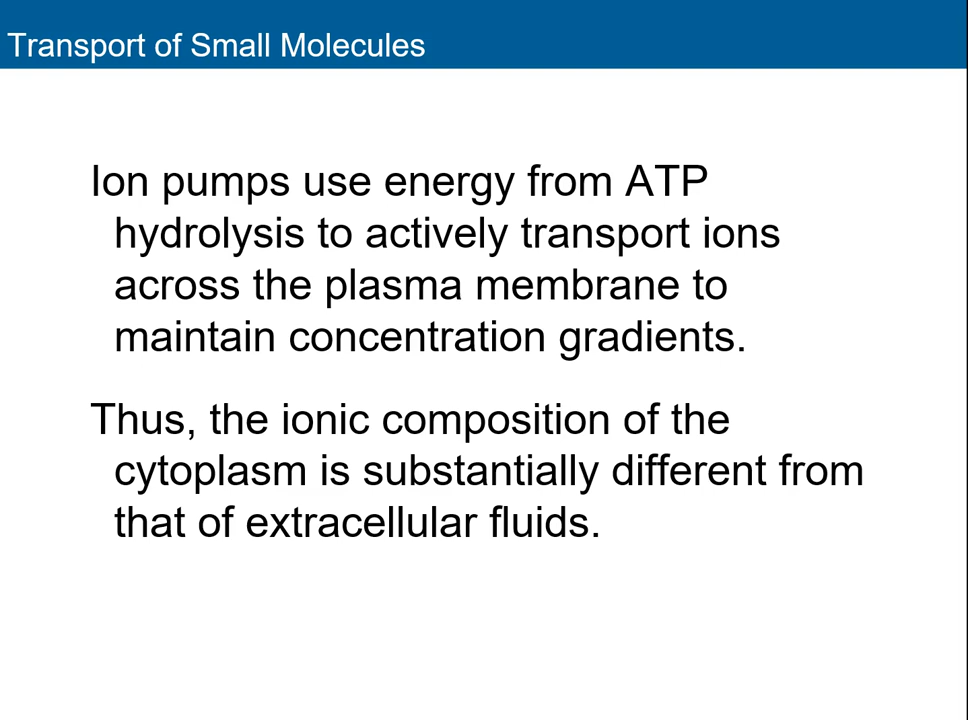 Transport of Small Molecules
Ion pumps use energy from ATP
hydrolysis to actively transport ions
across the plasma membrane to
maintain concentration gradients.
Thus, the ionic composition of the
cytoplasm is substantially different from
that of extracellular fluids.